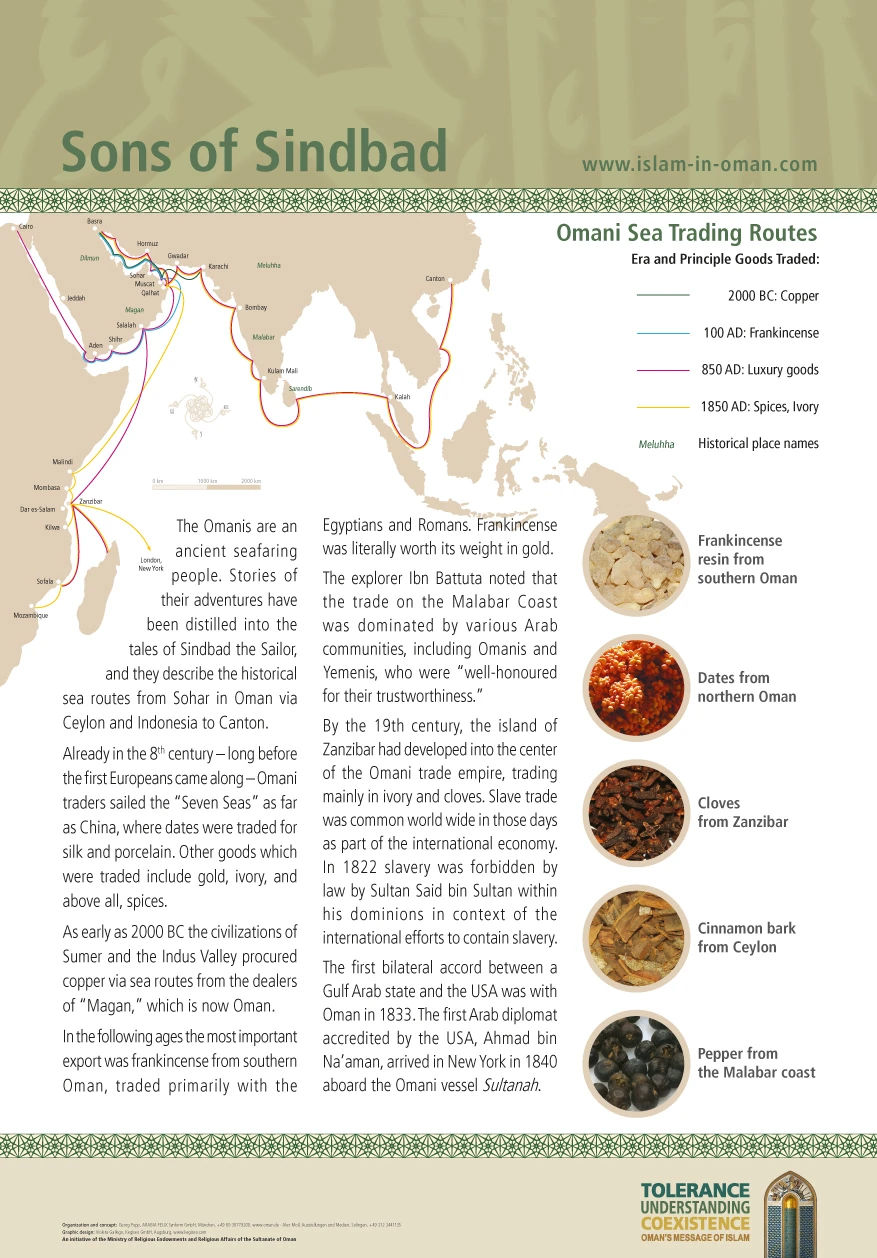 Sons of Sindbad
www.islam-in-oman.com
Omani Sea Trading Routes
Era and Principle Goods Traded:
2000 BC: Copper
100 AD: Frankincense
850 AD: Luxury goods
1850 AD: Spices, Ivory
Meluhha Historical place names
Cairo
Basra
Dilmun
Hormuz
Gwadar
Karachi
Meluhha
Sohar
Muscat
Qalhat
Jeddah
Magan
Salalah
Shihr
Aden
Bombay
Malabar
Kulam Mali
Sarendib
Canton
Kalah
0 km 1000 km 2000 km
Malindi
Mombasa
Zanzibar
Dar es-Salam
Kilwa
London,
New York
Sofala
Mozambique
The Omanis are an
ancient seafaring
people. Stories of
their adventures have
been distilled into the
tales of Sindbad the Sailor,
and they describe the historical
sea routes from Sohar in Oman via
Ceylon and Indonesia to Canton.
Already in the 8th century – long before
the first Europeans came along – Omani
traders sailed the “Seven Seas” as far
as China, where dates were traded for
silk and porcelain. Other goods which
were traded include gold, ivory, and
above all, spices.
As early as 2000 BC the civilizations of
Sumer and the Indus Valley procured
copper via sea routes from the dealers
of “Magan,” which is now Oman.
In the following ages the most important
export was frankincense from southern
Oman, traded primarily with the
Egyptians and Romans. Frankincense
was literally worth its weight in gold.
The explorer Ibn Battuta noted that
the trade on the Malabar Coast
was dominated by various Arab
communities, including Omanis and
Yemenis, who were “well-honoured
for their trustworthiness.”
By the 19th century, the island of
Zanzibar had developed into the center
of the Omani trade empire, trading
mainly in ivory and cloves. Slave trade
was common world wide in those days
as part of the international economy.
In 1822 slavery was forbidden by
law by Sultan Said bin Sultan within
his dominions in context of the
international efforts to contain slavery.
The first bilateral accord between a
Gulf Arab state and the USA was with
Oman in 1833. The first Arab diplomat
accredited by the USA, Ahmad bin
Na’aman, arrived in New York in 1840
aboard the Omani vessel Sultanah.
Frankincense
resin from
southern Oman
Dates from
northern Oman
Cloves
from Zanzibar
Cinnamon bark
from Ceylon
Pepper from
the Malabar coast
Organization and concept: Georg Popp, ARABIA FELIX Synform GmbH, München,
Graphic design:
An initiative of the Ministry of Religious Endowments and Religious Affairs of the Sultanate of Oman
TOLERANCE
UNDERSTANDING
COEXISTENCE
OMAN'S MESSAGE OF ISLAM